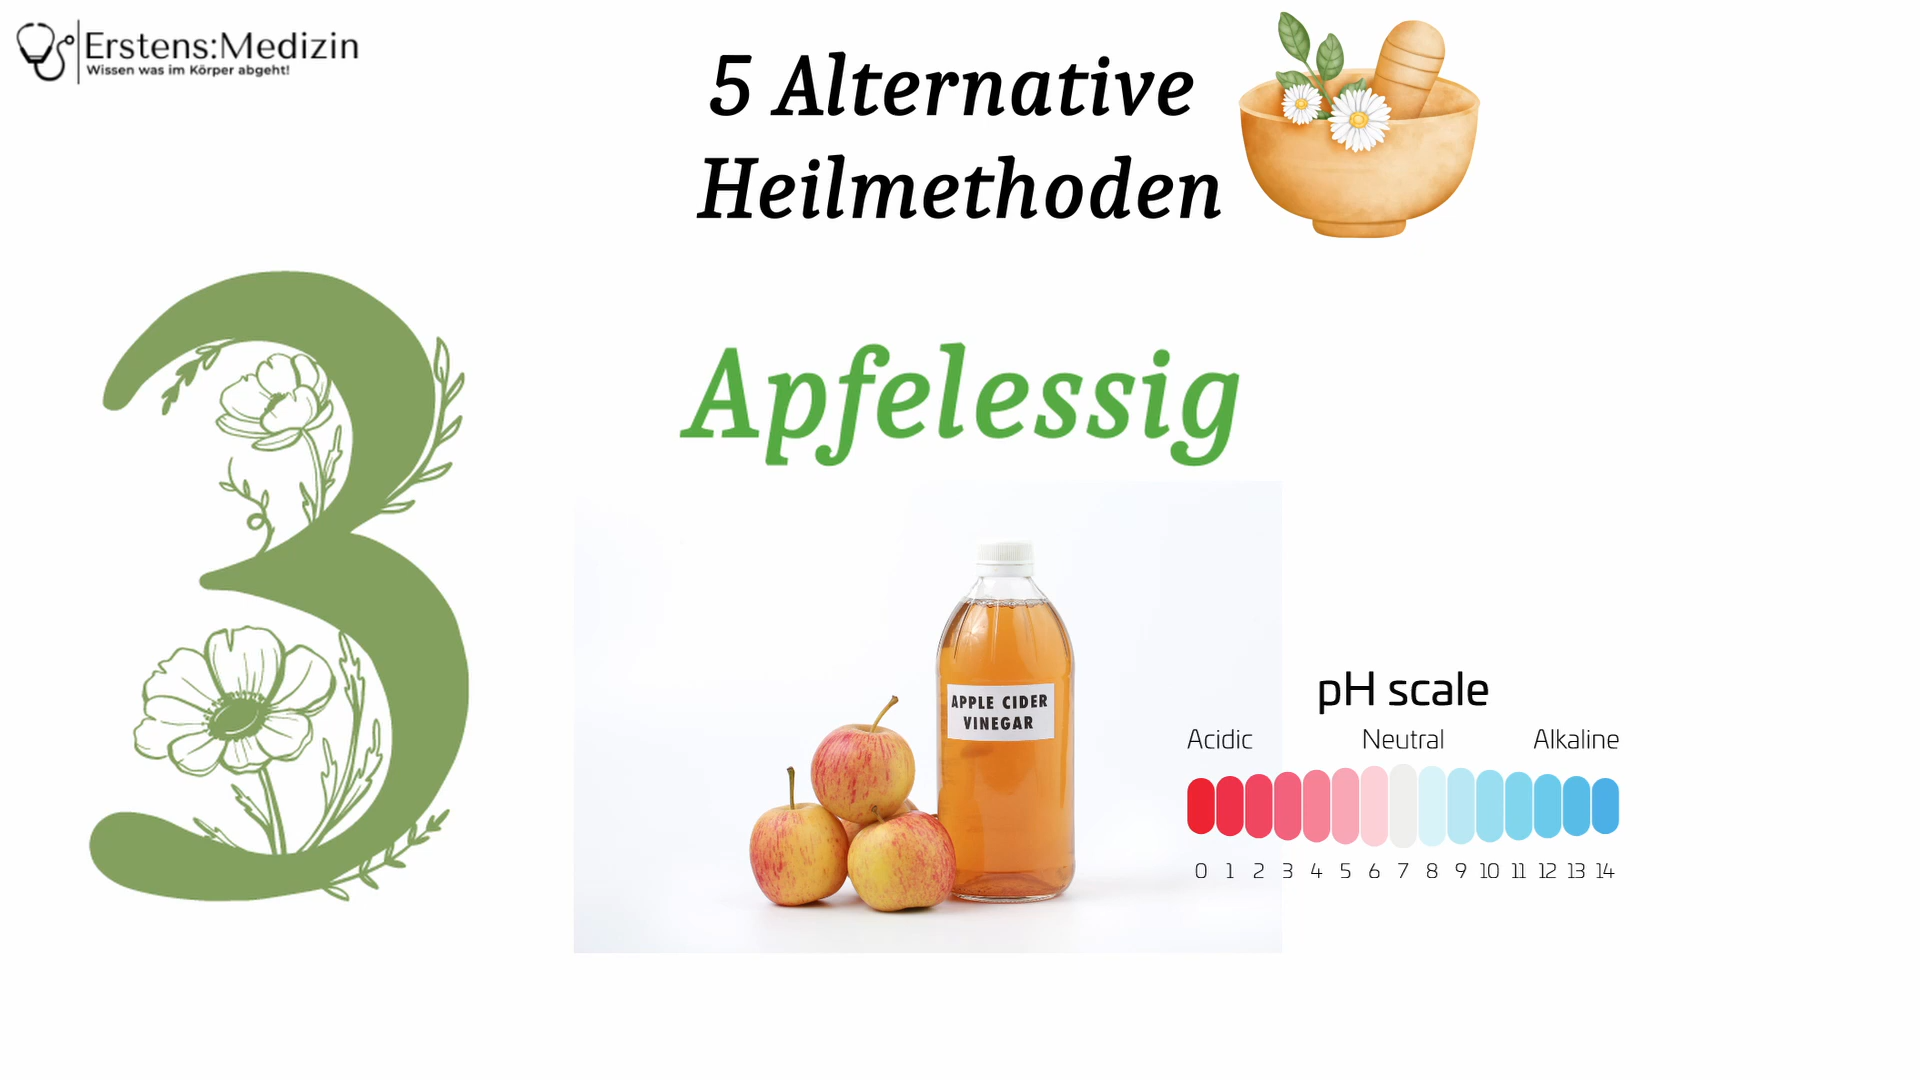 Erstens:Medizin
Wissen was im Körper abgeht!
5 Alternative
Heilmethoden
3
Apfelessig
APPLE CIDER
VINEGAR
pH scale
Acidic Neutral Alkaline
0 1 2 3 4 5 6 7 8 9 10 11 12 13 14